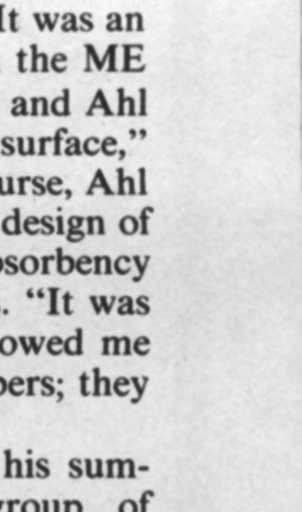 It was an
the ME
and Ahl
surface,”
urse, Ahl
design of
bsorbency
. “It was
owed me
bers; they
his sum-
group of